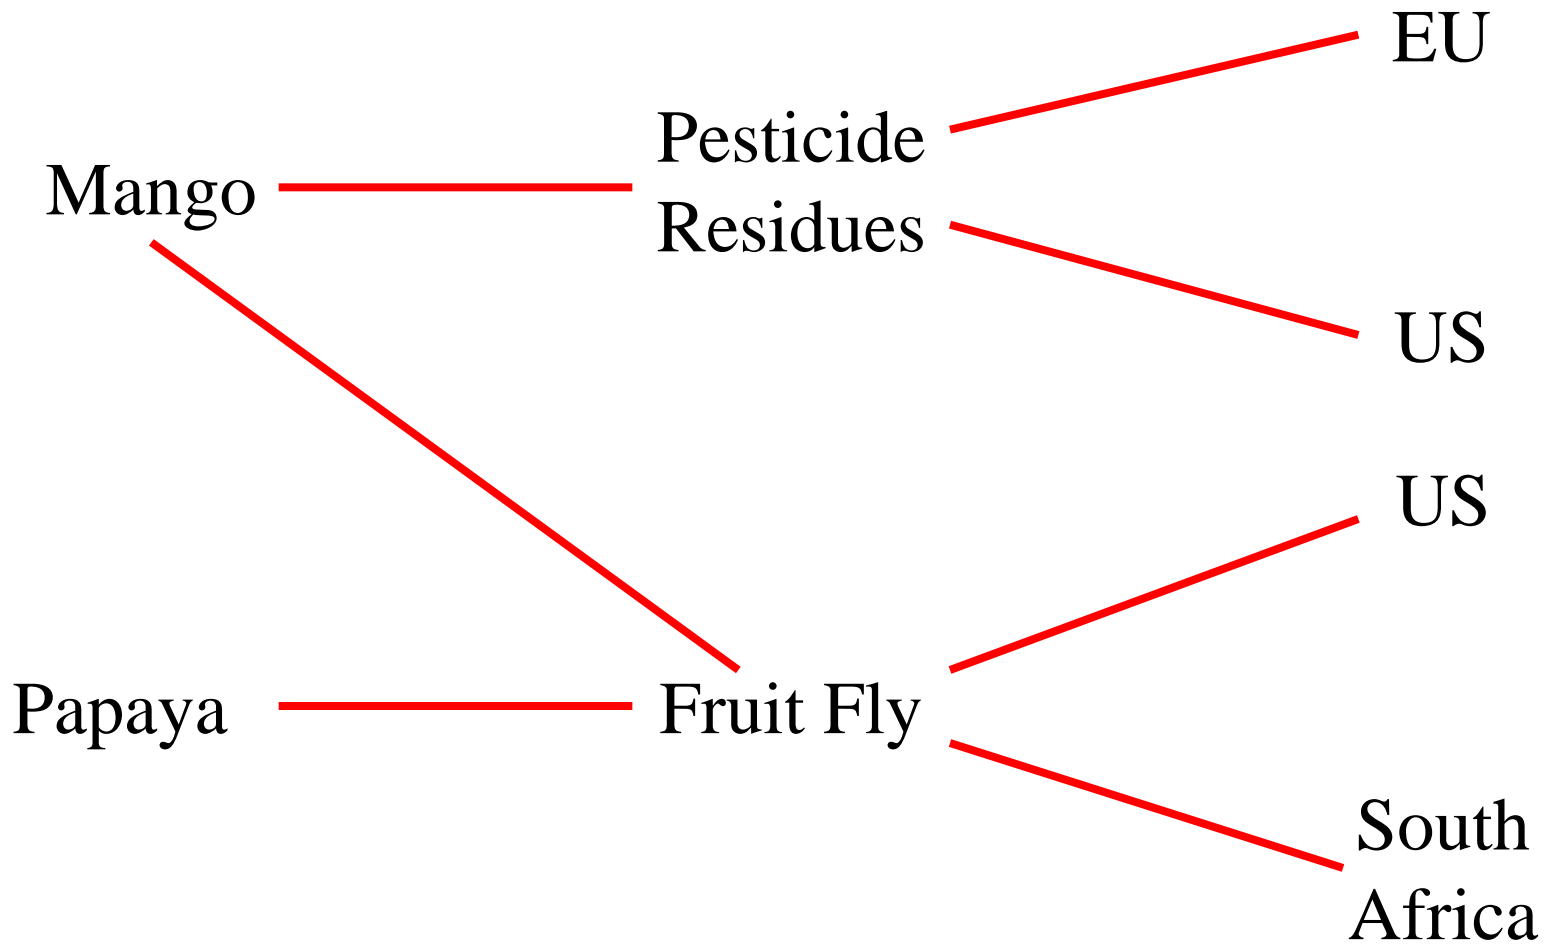 EU
Pesticide
Residues
Mango
US
US
Papaya
Fruit Fly
South
Africa